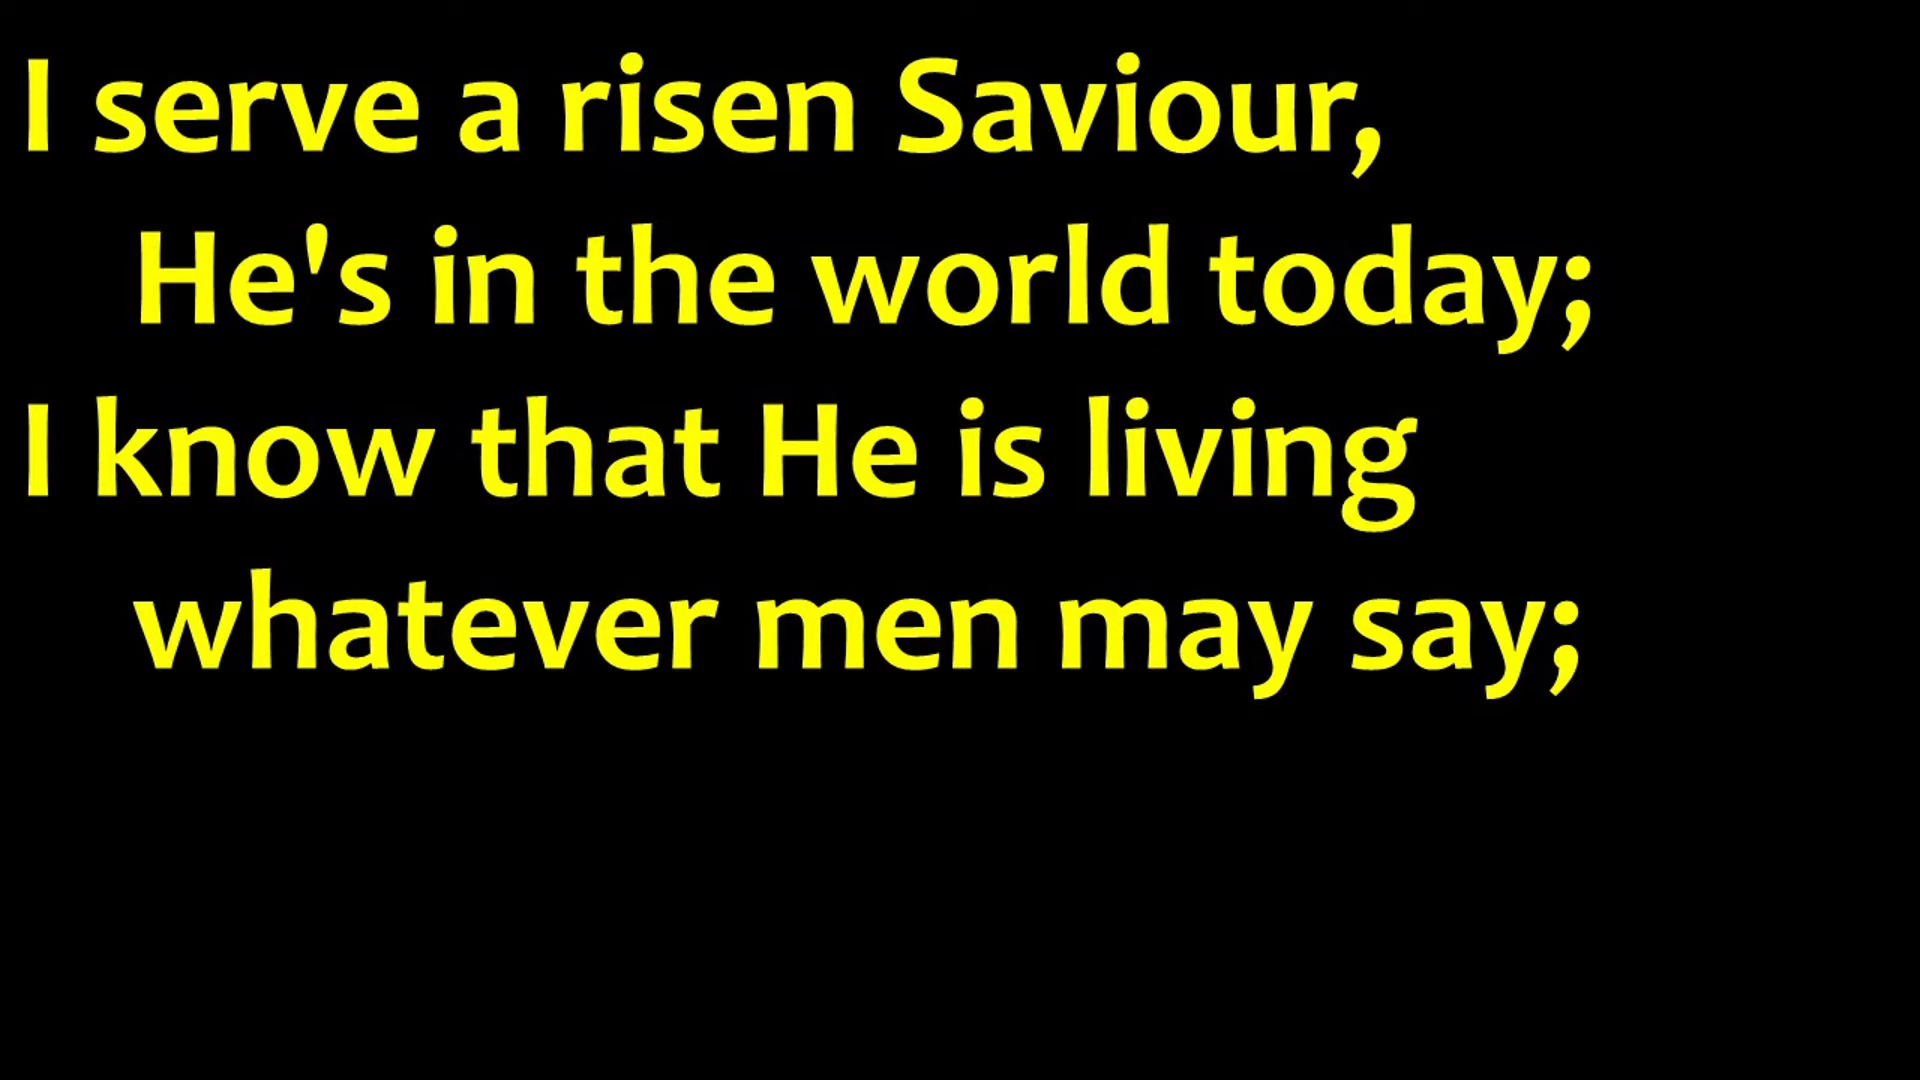 I serve a risen Saviour,
He's in the world today;
I know that He is living
whatever men may say;